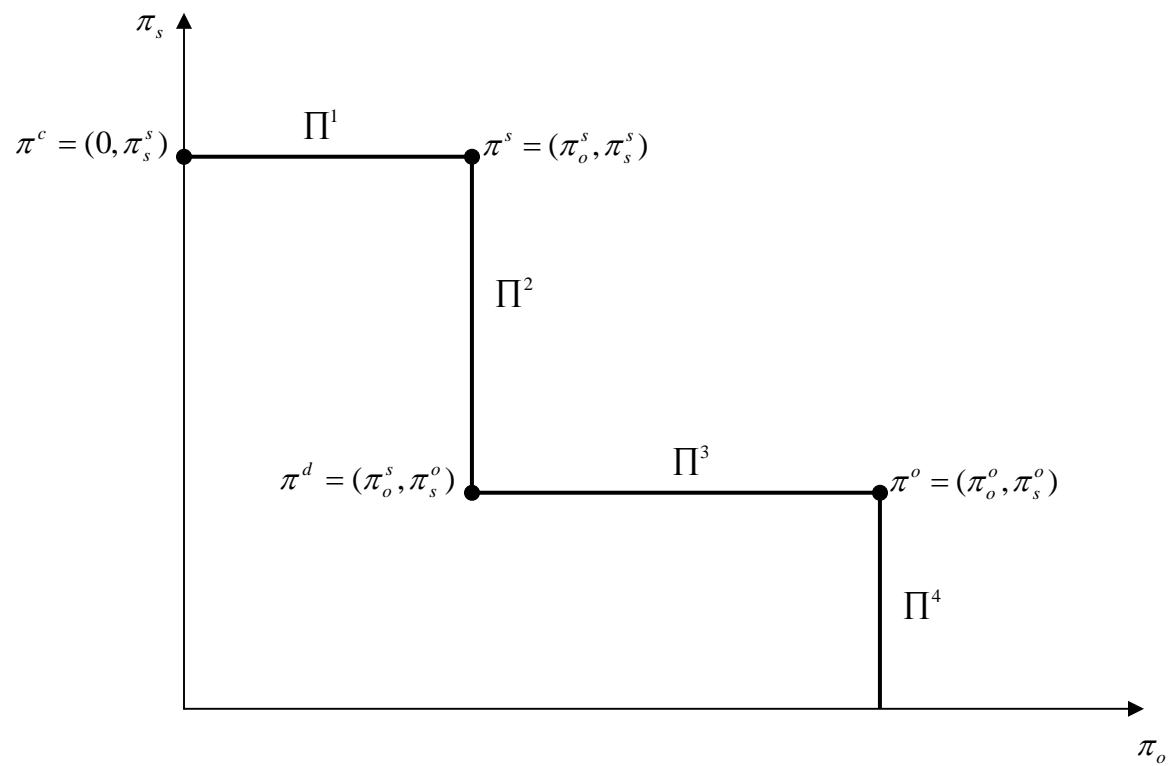 π_s
∏^1
π^c = (0, π_s^s)
π^s = (π_o^s, π_s^s)
∏^2
∏^3
π^d = (π_o^s, π_s^o)
π^o = (π_o^o, π_s^o)
∏^4
π_o